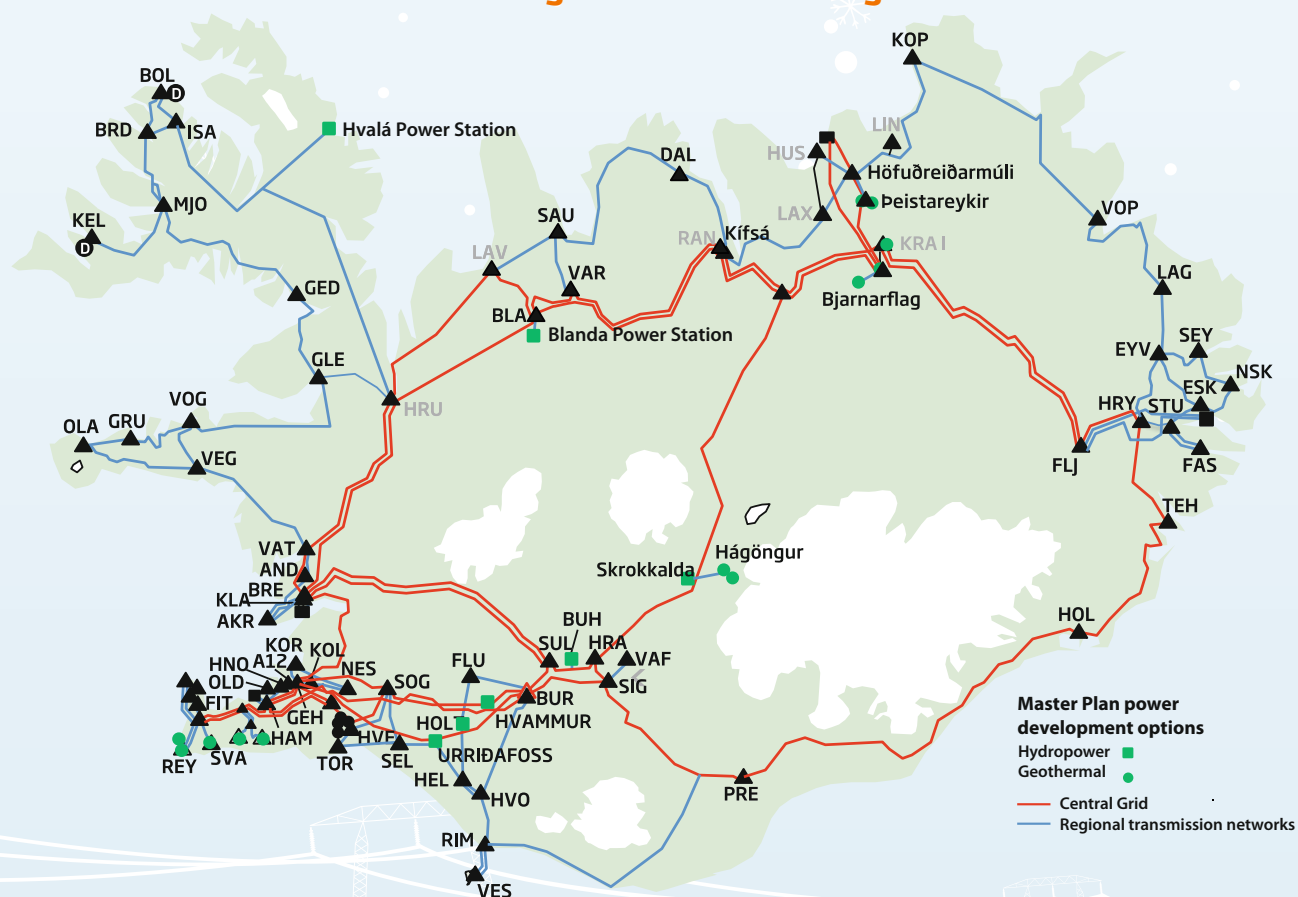 KOP
BOL
D
BRD
ISA
Hvalá Power Station
LIN
HUS
DAL
Höfuðreiðarmúli
Þeistareykir
MJO
KEL
D
SAU
LAX
VOP
RAN
Kífsá
KRA I
LAV
VAR
LAG
GED
Bjarnarflag
BLA
Blanda Power Station
SEY
EYV
GLE
NSK
ESK
HRU
VOG
HRY
STU
GRU
OLA
VEG
FLJ
FAS
TEH
VAT
Hágöngur
AND
Skrokkalda
BRE
KLA
AKR
HOL
BUH
KOR
KOL
SUL
HRA
A12
VAF
HNO
FLU
NES
OLD
SOG
SIG
FIT
BUR
GEH
HOLT
HVAMMUR
HAM
HVE
URRIÐAFOSS
SVA
TOR
SEL
REY
HEL
PRE
HVO
RIM
VES
Master Plan power
development options
Hydropower
Geothermal
Central Grid
Regional transmission networks